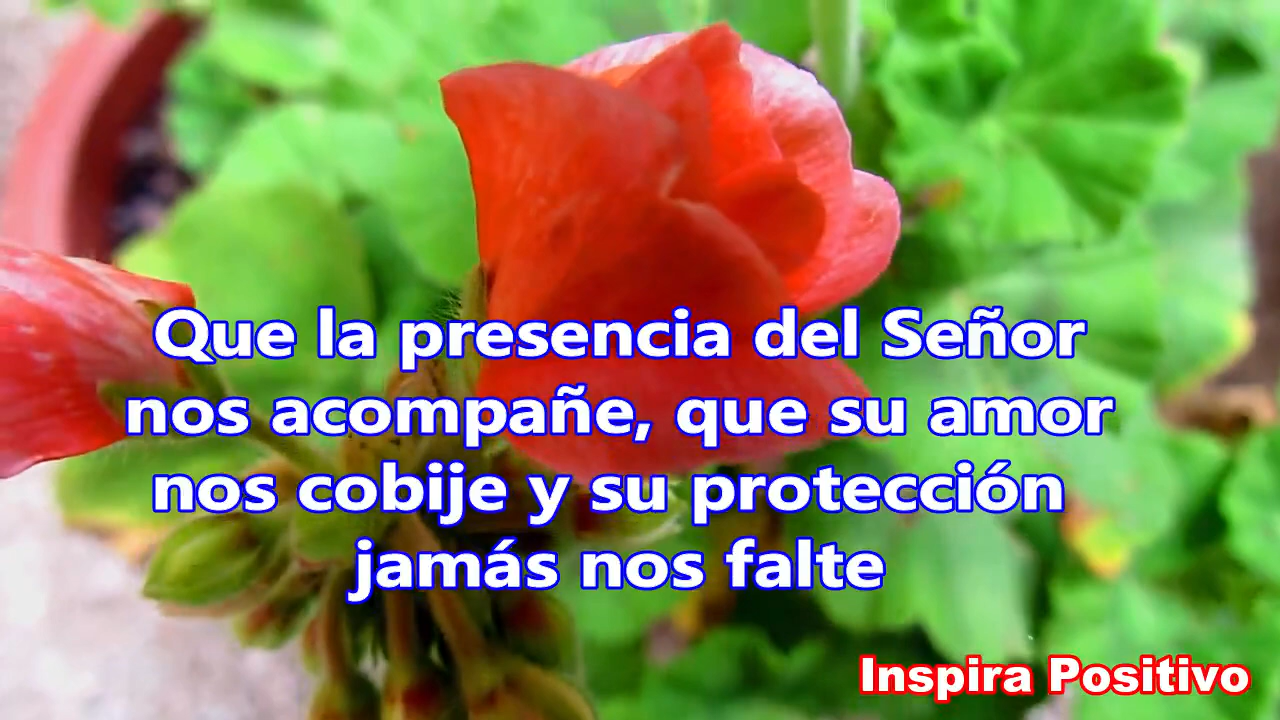 Que la presencia del Señor
nos acompañe, que su amor
nos cobije y su protección
jamás nos falte
Inspira Positivo